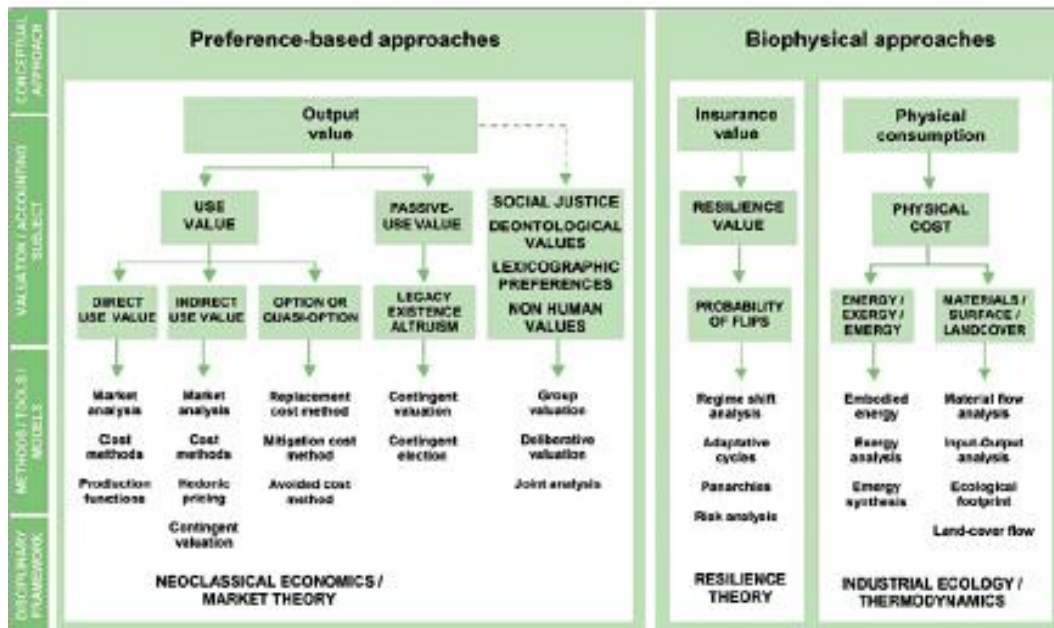 CONCEPTUAL
APPROACH
Preference-based approaches
Biophysical approaches
VALUATION / ACCOUNTING
SUBJECT
Output
value
Insurance
value
Physical
consumption
USE
VALUE
PASSIVE-
USE VALUE
SOCIAL JUSTICE
DEONTOLOGICAL
VALUES
LEXICOGRAPHIC
PREFERENCES
NON HUMAN
VALUES
RESILIENCE
VALUE
PHYSICAL
COST
DIRECT
USE VALUE
INDIRECT
USE VALUE
OPTION OR
QUASI-OPTION
LEGACY
EXISTENCE
ALTRUISM
PROBABILITY
OF FLIPS
ENERGY /
EXERGY /
EMERGY
MATERIALS /
SURFACE /
LANDCOVER
METHODS / TOOLS /
MODELS
Market
analysis
Cost
methods
Production
functions
Market
analysis
Cost
methods
Hedonic
pricing
Contingent
valuation
Replacement
cost method
Mitigation cost
method
Avoided cost
method
Contingent
valuation
Contingent
election
Group
valuation
Deliberative
valuation
Joint analysis
Regime shift
analysis
Adaptative
cycles
Panarchies
Risk analysis
Embodied
energy
Exergy
analysis
Emergy
synthesis
Material flow
analysis
Input-Output
analysis
Ecological
footprint
Land-cover flow
DISCIPLINARY
FRAMEWORK
NEOCLASSICAL ECONOMICS /
MARKET THEORY
RESILIENCE
THEORY
INDUSTRIAL ECOLOGY /
THERMODYNAMICS